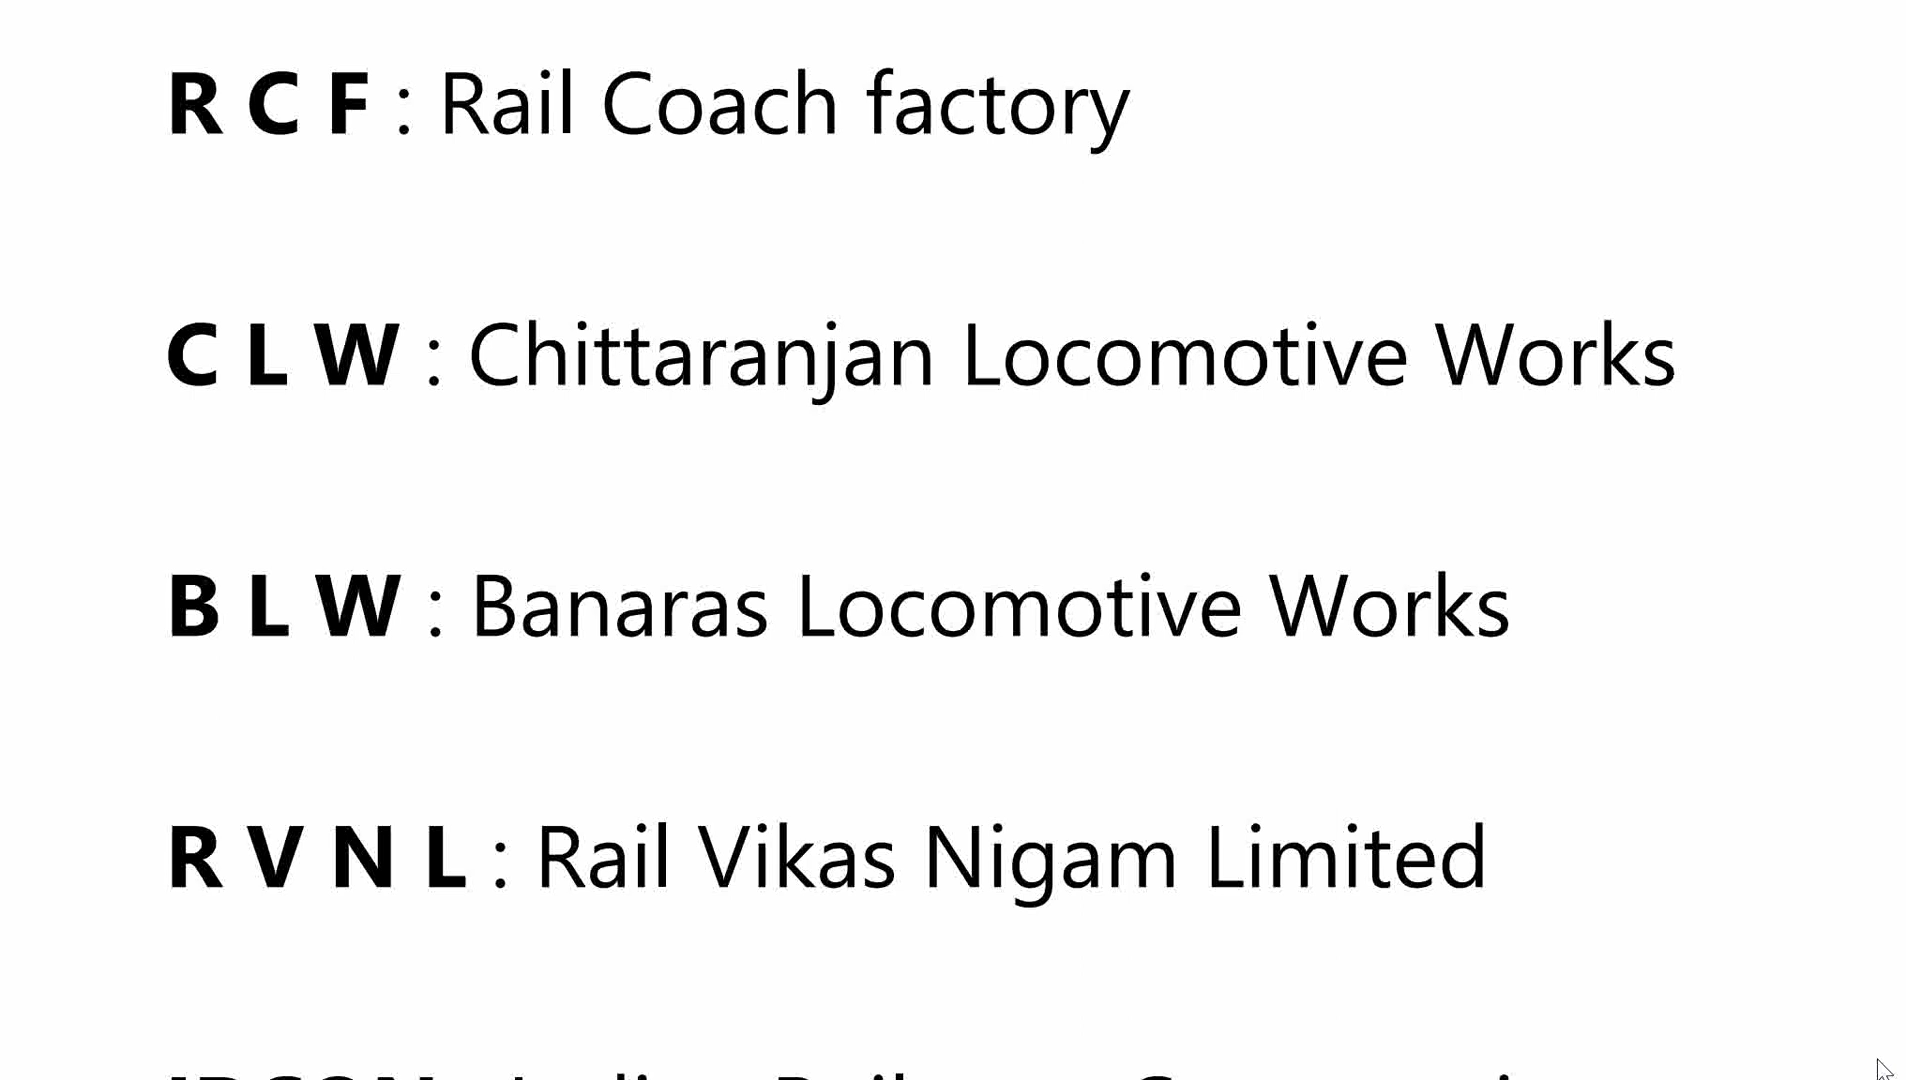 R C F : Rail Coach factory
C L W : Chittaranjan Locomotive Works
B L W : Banaras Locomotive Works
R V N L : Rail Vikas Nigam Limited